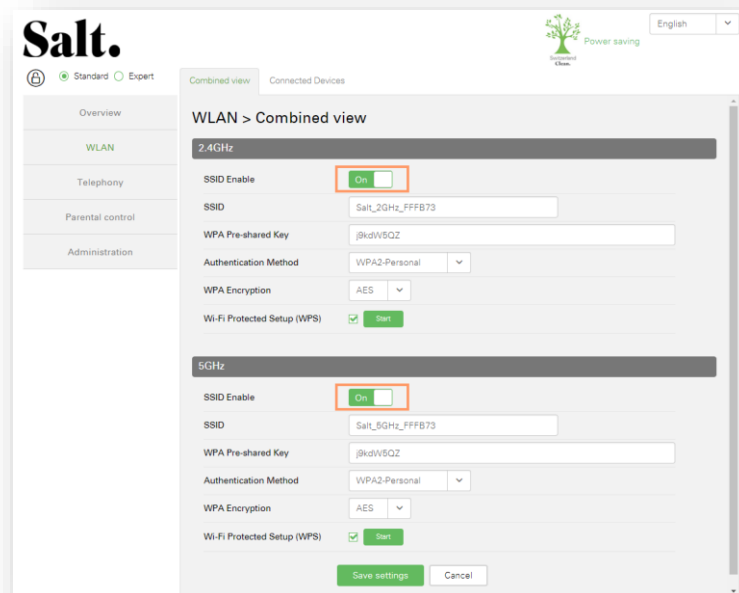 Salt.
Switzerland
Clean.
Power saving
English
Standard Expert
Combined view Connected Devices
Overview
WLAN
Telephony
Parental control
Administration
WLAN > Combined view
2.4GHz
SSID Enable On
SSID Salt_2GHz_FFFB73
WPA Pre-shared Key j9kdW5QZ
Authentication Method WPA2-Personal
WPA Encryption AES
Wi-Fi Protected Setup (WPS) Start
5GHz
SSID Enable On
SSID Salt_5GHz_FFFB73
WPA Pre-shared Key j9kdW5QZ
Authentication Method WPA2-Personal
WPA Encryption AES
Wi-Fi Protected Setup (WPS) Start
Save settings Cancel